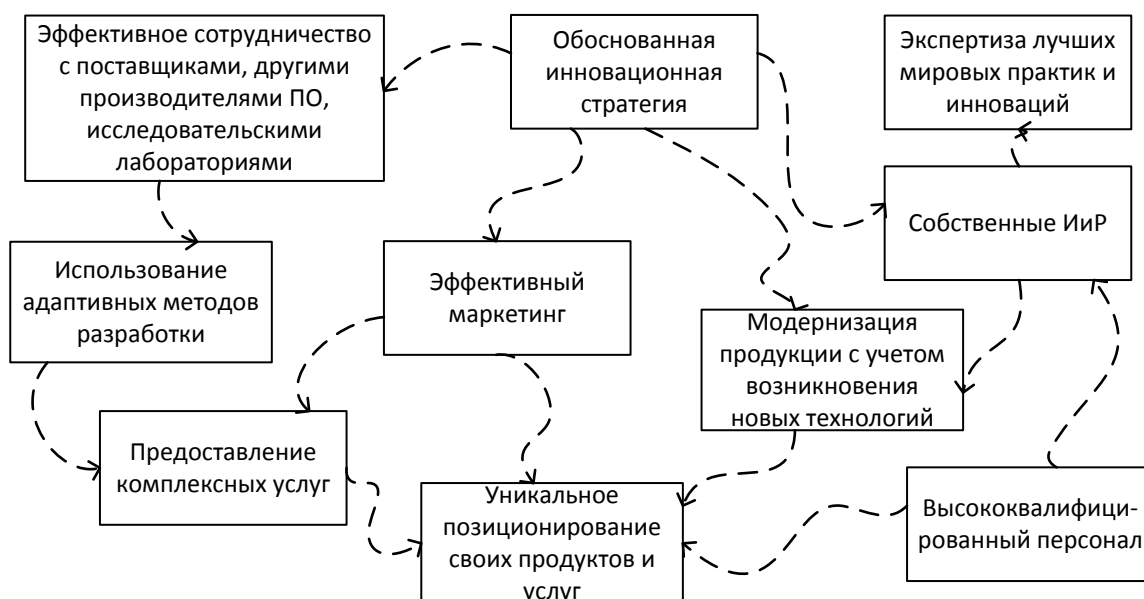 Эффективное сотрудничество
с поставщиками, другими
производителями ПО,
исследовательскими
лабораториями
Обоснованная
инновационная
стратегия
Экспертиза лучших
мировых практик и
инноваций
Собственные ИиР
Использование
адаптивных методов
разработки
Эффективный
маркетинг
Модернизация
продукции с учетом
возникновения
новых технологий
Предоставление
комплексных услуг
Уникальное
позиционирование
своих продуктов и
услуг
Высококвалифици-
рованный персонал